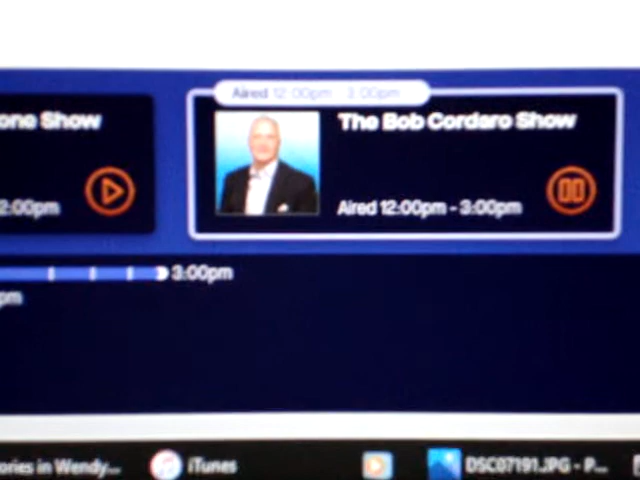 Aired 12:00pm - 3:00pm
one Show
The Bob Cordaro Show
2:00pm
Aired 12:00pm - 3:00pm
3:00pm
pm
ories in Wendy...
iTunes
DSC07191.JPG - P...